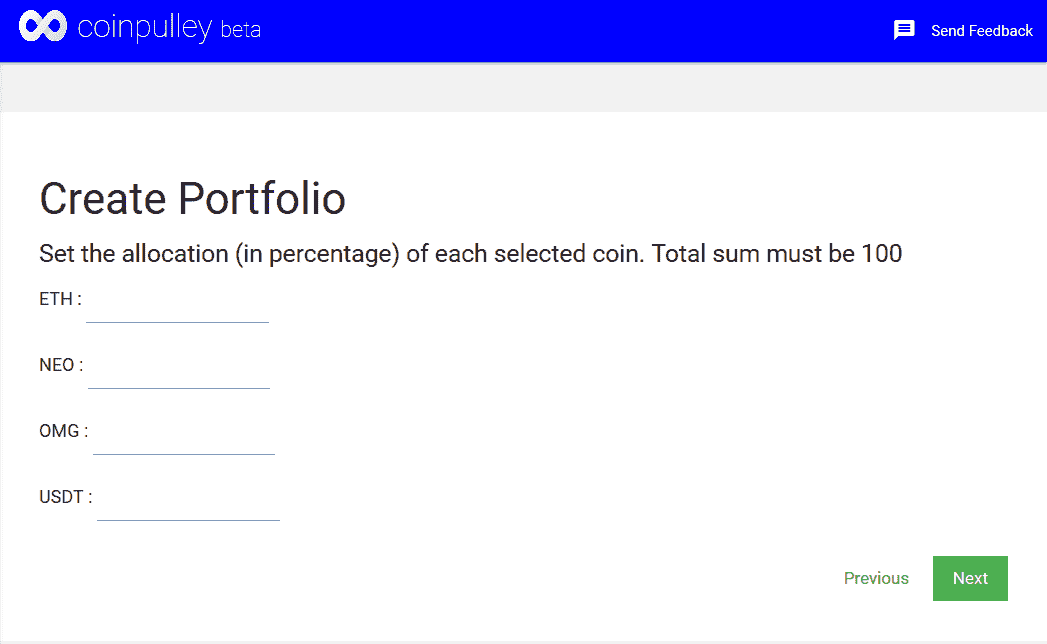 coinpulley beta
Send Feedback
Create Portfolio
Set the allocation (in percentage) of each selected coin. Total sum must be 100
ETH :
NEO :
OMG :
USDT :
Previous
Next